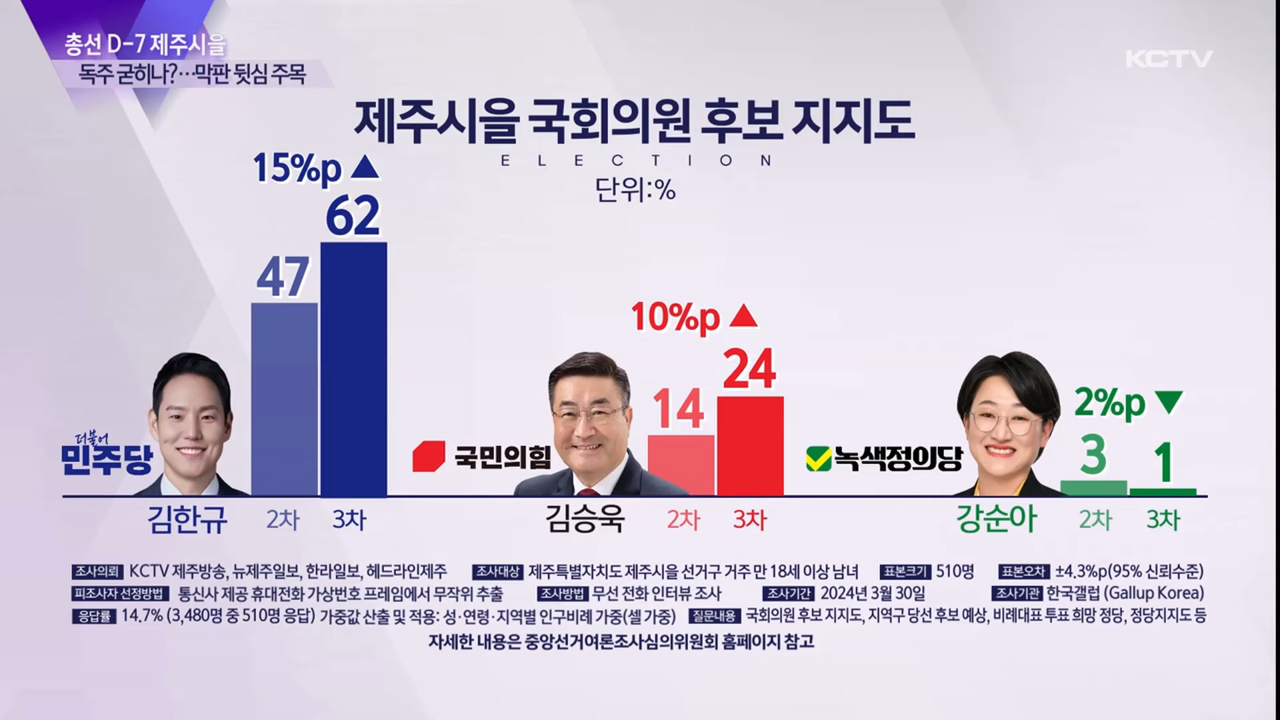 총선 D-7 제주시을
KCTV
독주 굳히나?…막판 뒷심 주목
제주시을 국회의원 후보 지지도
ELECTION
단위:%
15%p ▲
62
47
10%p ▲
24
14
2%p ▼
3
1
더불어
민주당
국민의힘
녹색정의당
김한규 2차 3차
김승욱 2차 3차
강순아 2차 3차
조사의뢰 KCTV 제주방송, 뉴제주일보, 한라일보, 헤드라인제주 조사대상 제주특별자치도 제주시을 선거구 거주 만 18세 이상 남녀 표본크기 510명 표본오차 ±4.3%p(95% 신뢰수준)
피조사자 선정방법 통신사 제공 휴대전화 가상번호 프레임에서 무작위 추출 조사방법 무선 전화 인터뷰 조사 조사기간 2024년 3월 30일 조사기관 한국갤럽 (Gallup Korea)
응답률 14.7% (3,480명 중 510명 응답) 가중값 산출 및 적용: 성·연령·지역별 인구비례 가중(셀 가중) 질문내용 국회의원 후보 지지도, 지역구 당선 후보 예상, 비례대표 투표 희망 정당, 정당지지도 등
자세한 내용은 중앙선거여론조사심의위원회 홈페이지 참고